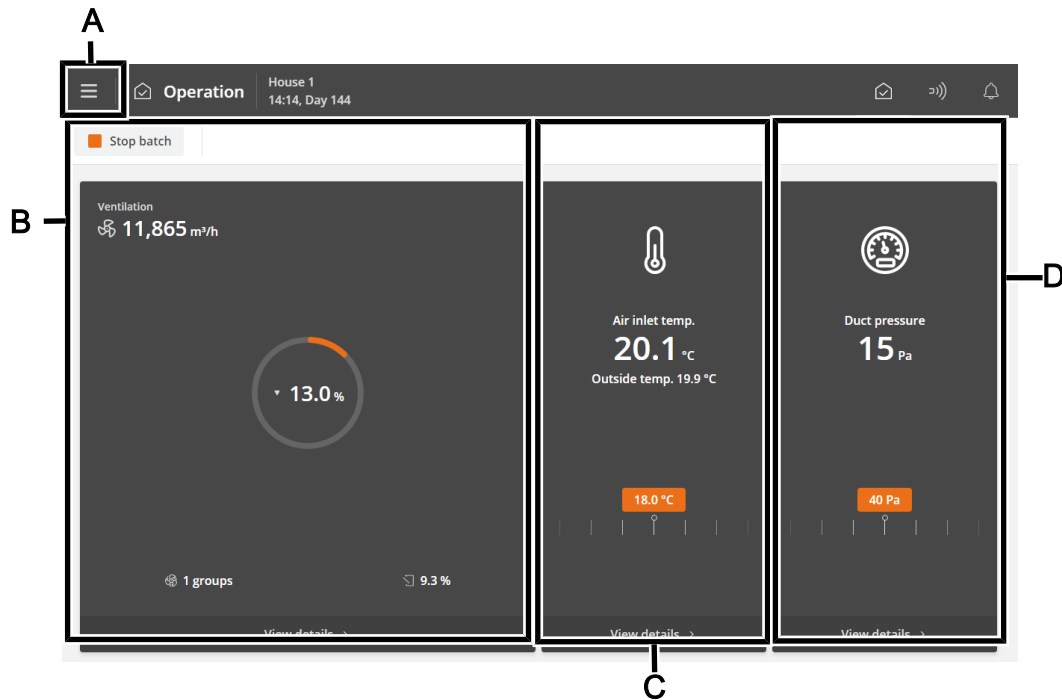 A
Operation
House 1
14:14, Day 144
Stop batch
B
Ventilation
11,865 m³/h
13.0 %
1 groups
9.3 %
View details
Air inlet temp.
20.1 °C
Outside temp. 19.9 °C
18.0 °C
View details
C
Duct pressure
15 Pa
40 Pa
View details
D